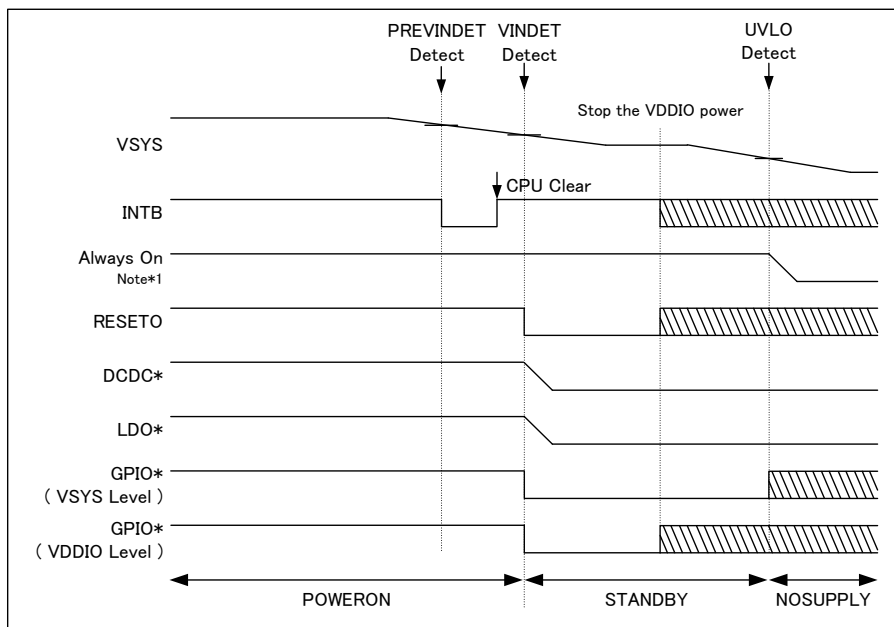 PREVINDET
Detect
VINDET
Detect
UVLO
Detect
Stop the VDDIO power
VSYS
CPU Clear
INTB
Always On
Note*1
RESETO
DCDC*
LDO*
GPIO*
( VSYS Level )
GPIO*
( VDDIO Level )
POWERON
STANDBY
NOSUPPLY